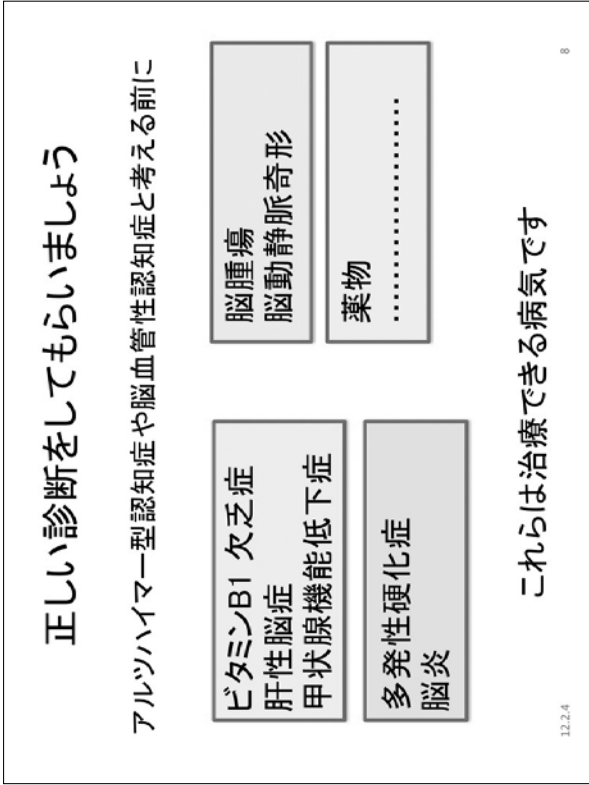 正しい診断をしてもらいましょう
アルツハイマー型認知症や脳血管性認知症と考える前に
ビタミンB1 欠乏症
肝性脳症
甲状腺機能低下症
多発性硬化症
脳炎
脳腫瘍
脳動静脈奇形
薬物
……………………
これらは治療できる病気です
12.2.4
8